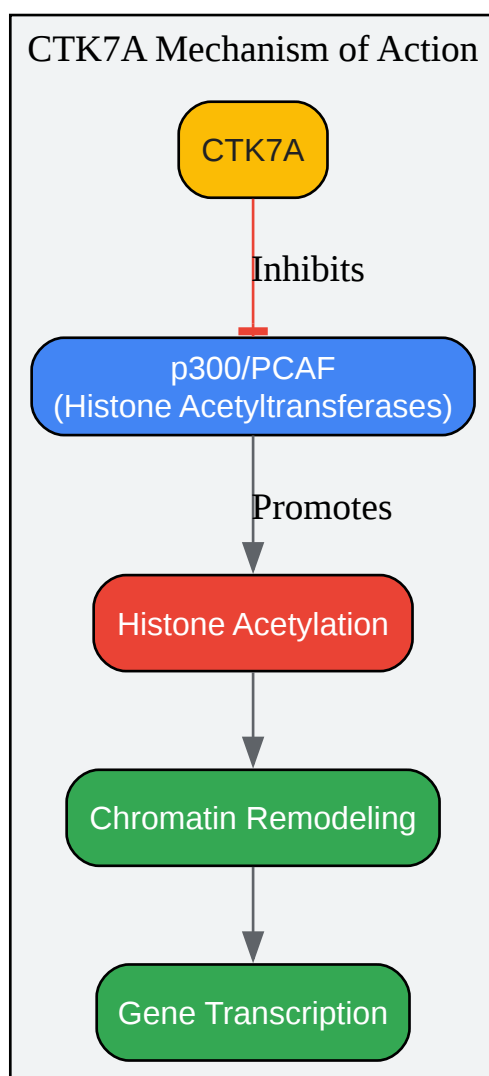 CTK7A Mechanism of Action
CTK7A
Inhibits
p300/PCAF
(Histone Acetyltransferases)
Promotes
Histone Acetylation
Chromatin Remodeling
Gene Transcription